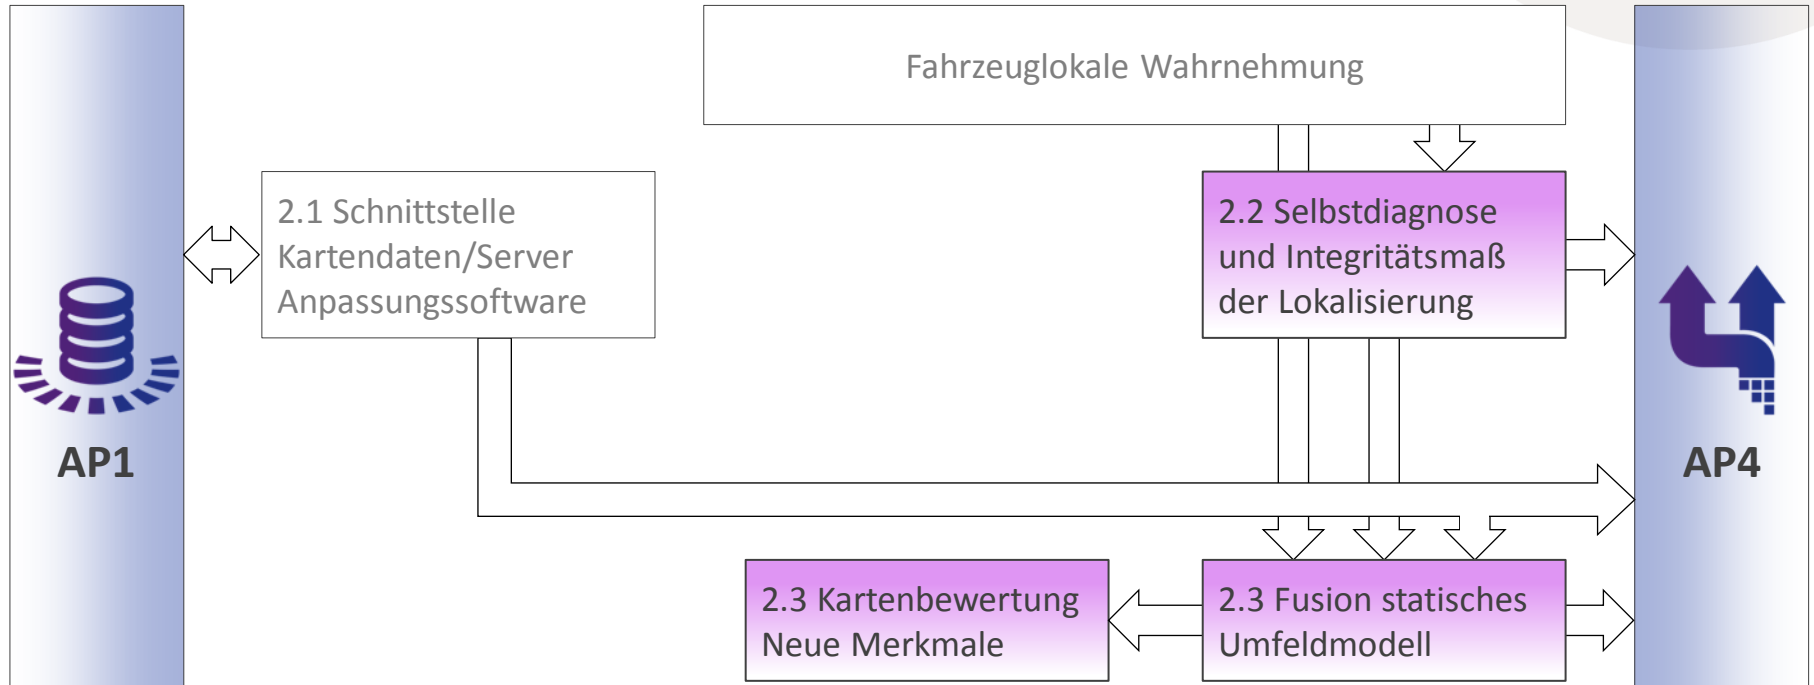 Fahrzeuglokale Wahrnehmung
2.1 Schnittstelle
Kartendaten/Server
Anpassungssoftware
2.2 Selbstdiagnose
und Integritätsmaß
der Lokalisierung
AP1
AP4
2.3 Kartenbewertung
Neue Merkmale
2.3 Fusion statisches
Umfeldmodell